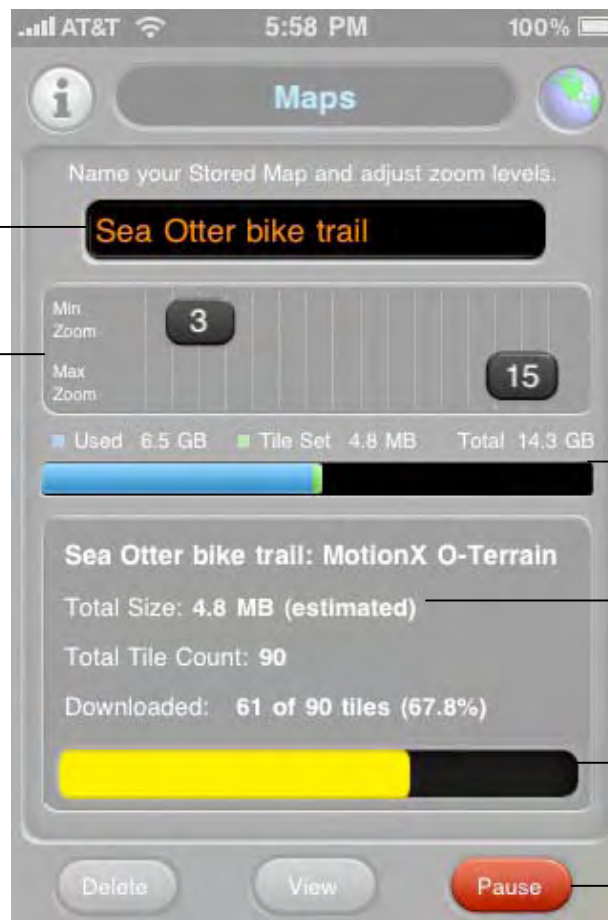 AT&T 5:58 PM 100%
i Maps
Name your Stored Map and adjust zoom levels.
Sea Otter bike trail
Min
Zoom
3
Max
Zoom
15
Used 6.5 GB Tile Set 4.8 MB Total 14.3 GB
Sea Otter bike trail: MotionX O-Terrain
Total Size: 4.8 MB (estimated)
Total Tile Count: 90
Downloaded: 61 of 90 tiles (67.8%)
Delete View Pause